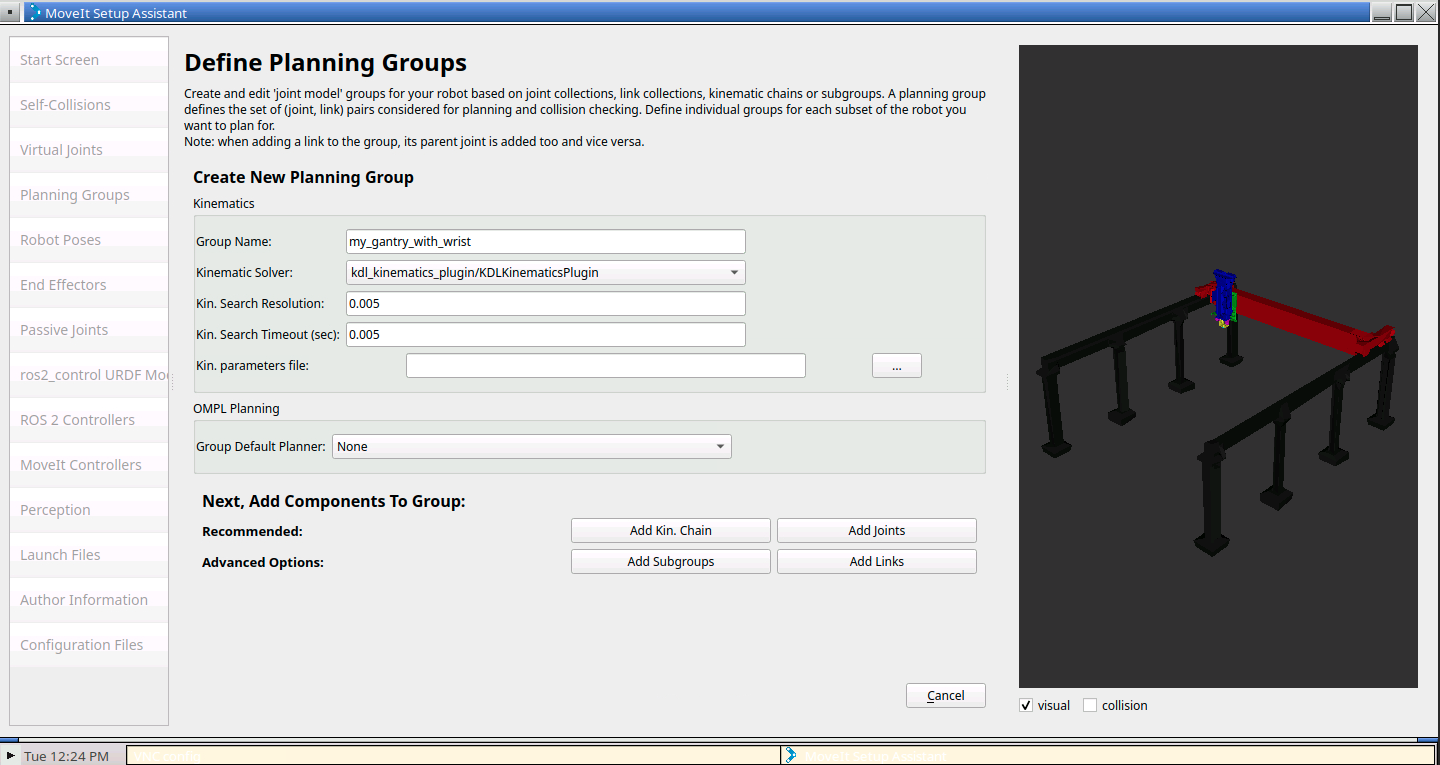 MoveIt Setup Assistant
Start Screen
Self-Collisions
Virtual Joints
Planning Groups
Robot Poses
End Effectors
Passive Joints
ros2_control URDF Mo
ROS 2 Controllers
MoveIt Controllers
Perception
Launch Files
Author Information
Configuration Files
Define Planning Groups
Create and edit 'joint model' groups for your robot based on joint collections, link collections, kinematic chains or subgroups. A planning group
defines the set of (joint, link) pairs considered for planning and collision checking. Define individual groups for each subset of the robot you
want to plan for.
Note: when adding a link to the group, its parent joint is added too and vice versa.
Create New Planning Group
Kinematics
Group Name: my_gantry_with_wrist
Kinematic Solver: kdl_kinematics_plugin/KDLKinematicsPlugin
Kin. Search Resolution: 0.005
Kin. Search Timeout (sec): 0.005
Kin. parameters file: ...
OMPL Planning
Group Default Planner: None
Next, Add Components To Group:
Recommended: Add Kin. Chain Add Joints
Advanced Options: Add Subgroups Add Links
Cancel
visual collision
Tue 12:24 PM MoveIt Setup Assistant